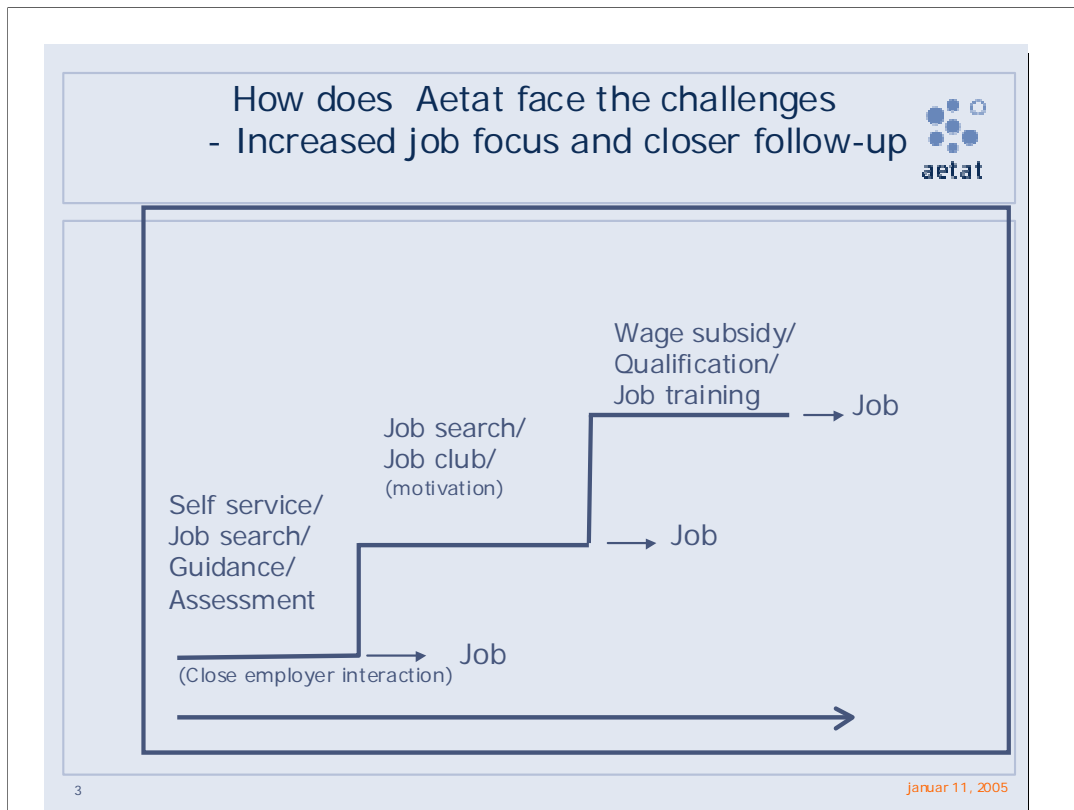 How does Aetat face the challenges
- Increased job focus and closer follow-up
aetat
Wage subsidy/
Qualification/
Job training
Job
Job search/
Job club/
(motivation)
Job
Self service/
Job search/
Guidance/
Assessment
Job
(Close employer interaction)
3
januar 11, 2005